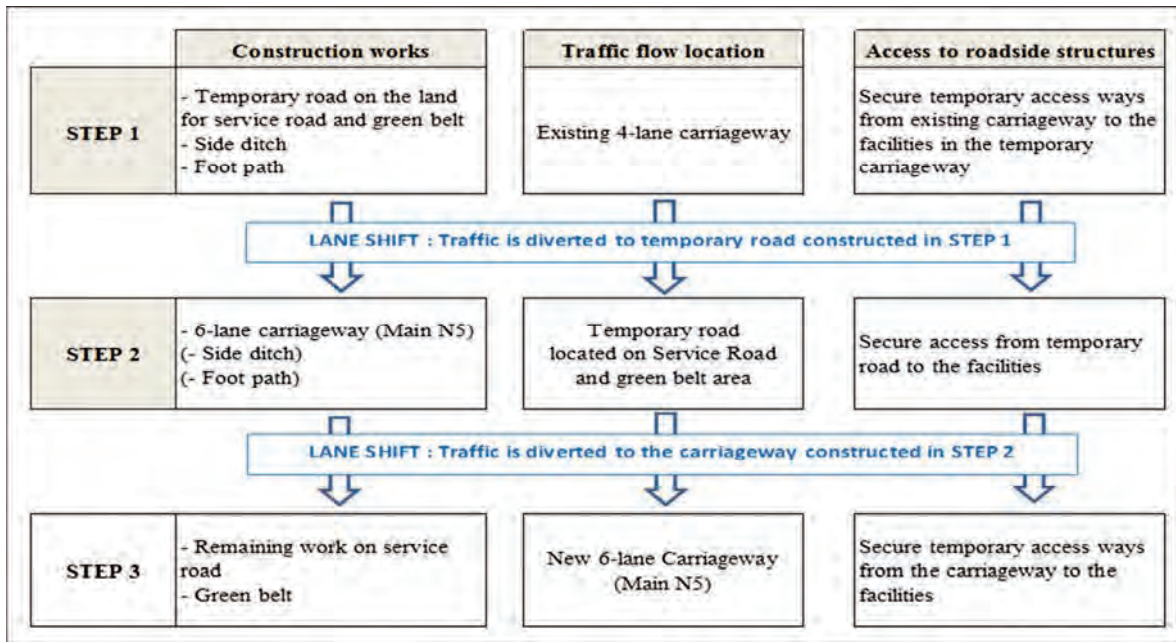 Construction works
Traffic flow location
Access to roadside structures
STEP 1
- Temporary road on the land
for service road and green belt
- Side ditch
- Foot path
Existing 4-lane carriageway
Secure temporary access ways
from existing carriageway to the
facilities in the temporary
carriageway
LANE SHIFT : Traffic is diverted to temporary road constructed in STEP 1
STEP 2
- 6-lane carriageway (Main N5)
(- Side ditch)
(- Foot path)
Temporary road
located on Service Road
and green belt area
Secure access from temporary
road to the facilities
LANE SHIFT : Traffic is diverted to the carriageway constructed in STEP 2
STEP 3
- Remaining work on service
road
- Green belt
New 6-lane Carriageway
(Main N5)
Secure temporary access ways
from the carriageway to the
facilities